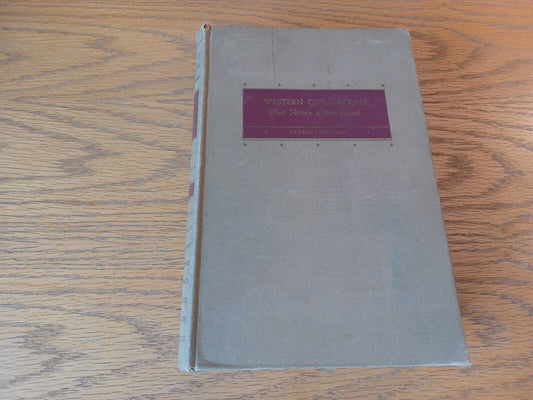 WESTERN CIVILIZATIONS
Their History & Their Culture
REVISED EDITION